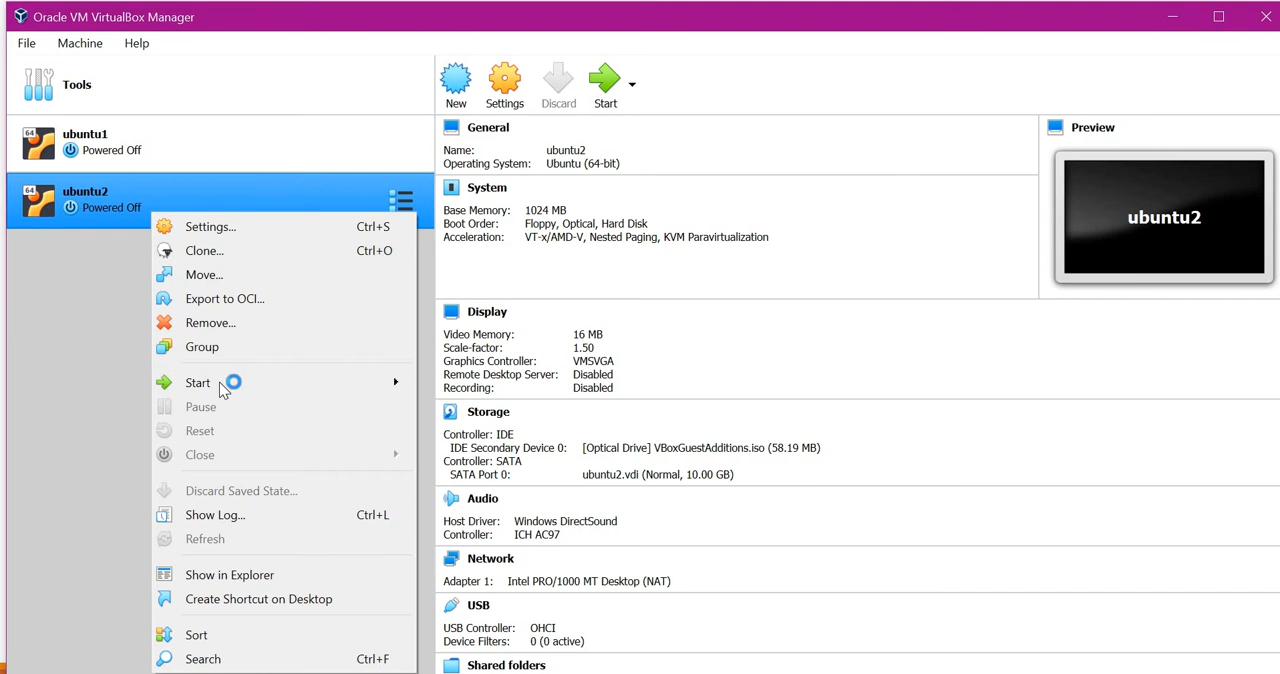 Oracle VM VirtualBox Manager
File Machine Help
Tools
64 ubuntu1
Powered Off
64 ubuntu2
Powered Off
Settings... Ctrl+S
Clone... Ctrl+O
Move...
Export to OCI...
Remove...
Group
Start
Pause
Reset
Close
Discard Saved State...
Show Log... Ctrl+L
Refresh
Show in Explorer
Create Shortcut on Desktop
Sort
Search Ctrl+F
New Settings Discard Start
General
Name: ubuntu2
Operating System: Ubuntu (64-bit)
System
Base Memory: 1024 MB
Boot Order: Floppy, Optical, Hard Disk
Acceleration: VT-x/AMD-V, Nested Paging, KVM Paravirtualization
Preview
ubuntu2
Display
Video Memory: 16 MB
Scale-factor: 1.50
Graphics Controller: VMSVGA
Remote Desktop Server: Disabled
Recording: Disabled
Storage
Controller: IDE
IDE Secondary Device 0: [Optical Drive] VBoxGuestAdditions.iso (58.19 MB)
Controller: SATA
SATA Port 0: ubuntu2.vdi (Normal, 10.00 GB)
Audio
Host Driver: Windows DirectSound
Controller: ICH AC97
Network
Adapter 1: Intel PRO/1000 MT Desktop (NAT)
USB
USB Controller: OHCI
Device Filters: 0 (0 active)
Shared folders